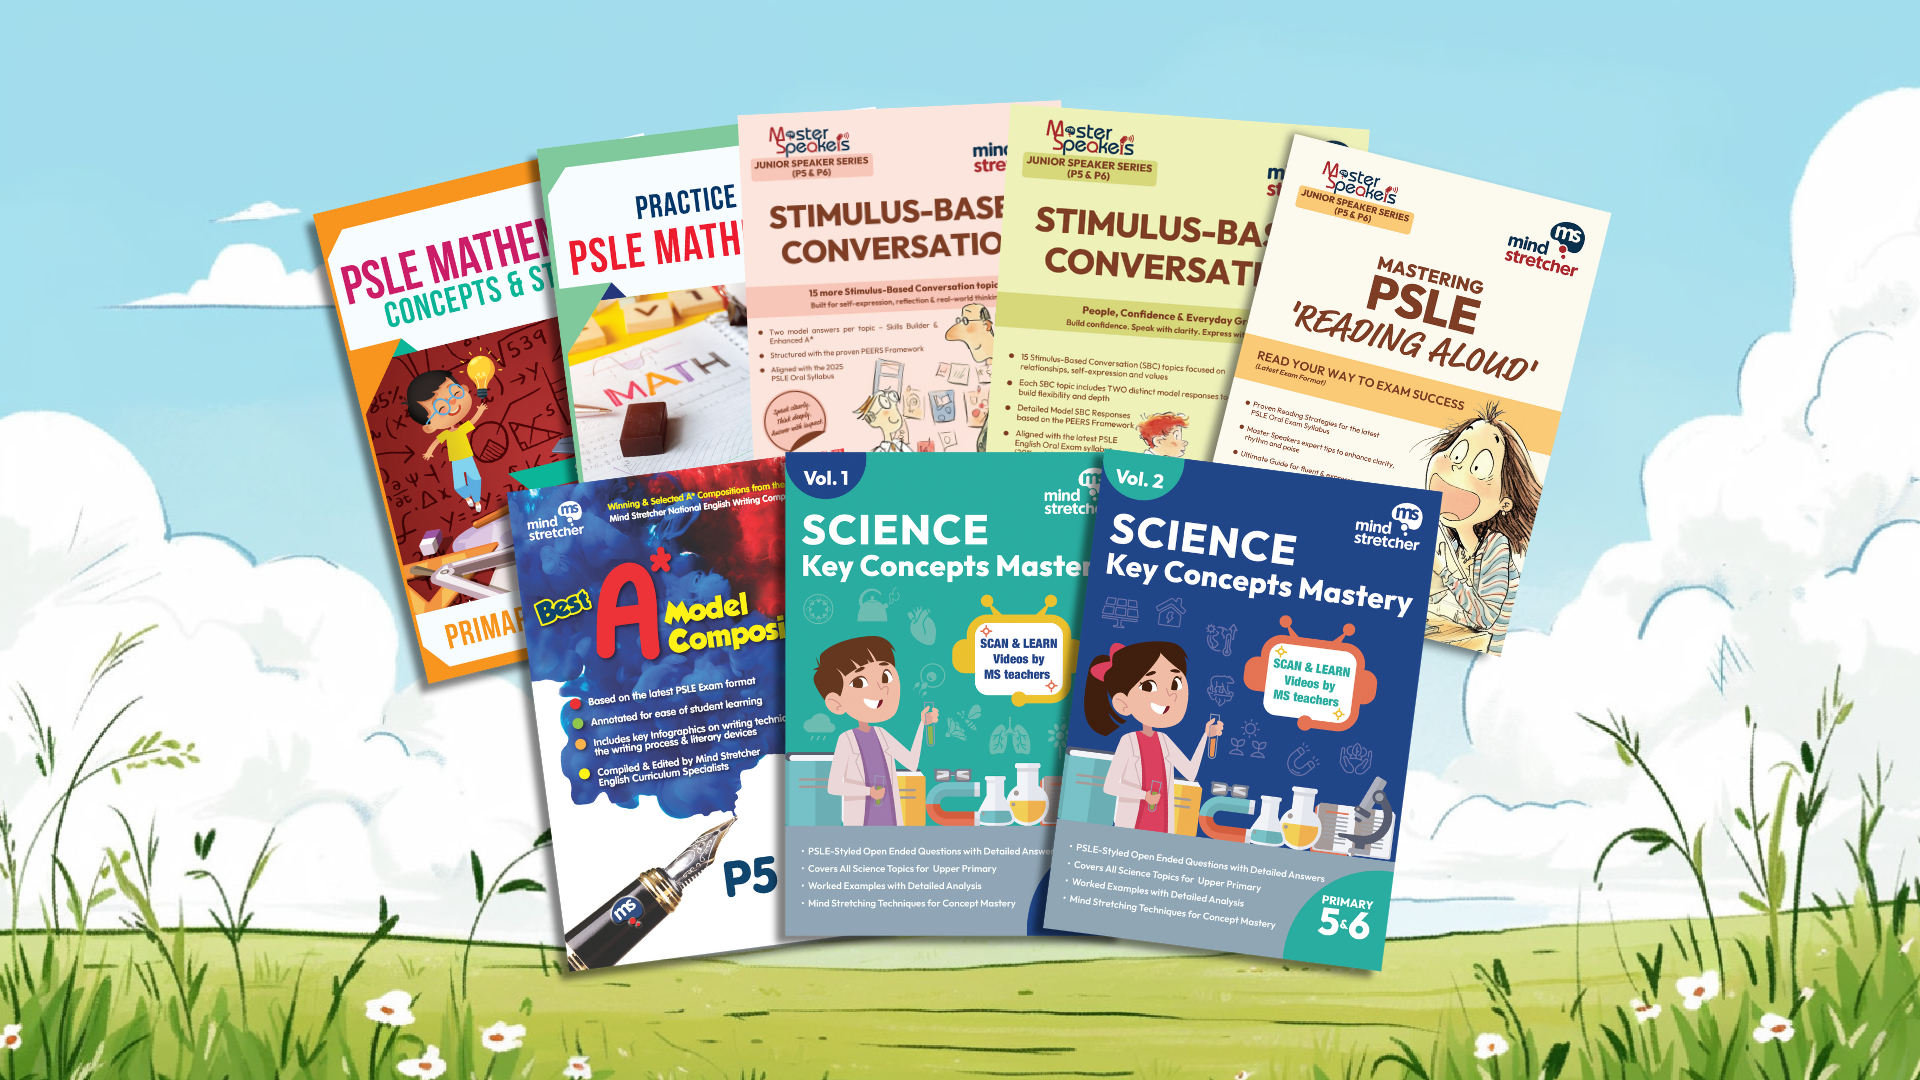 PSLE MATHEM
CONCEPTS & ST
539
PRIMAR
PRACTICE
PSLE MATH
MATH
Master
Speakers
JUNIOR SPEAKER SERIES
(P5 & P6)
mind
stre
STIMULUS-BASE
CONVERSATIO
15 more Stimulus-Based Conversation topic
Built for self-expression, reflection & real-world thinkin
• Two model answers per topic – Skills Builder &
Enhanced A*
• Structured with the proven PEERS Framework
• Aligned with the 2025
PSLE Oral Syllabus
Speak clearly.
Think deeply.
Answer with impact.
Master
Speakers
JUNIOR SPEAKER SERIES
(P5 & P6)
m
st
STIMULUS-BAS
CONVERSATI
People, Confidence & Everyday Gr
Build confidence. Speak with clarity. Express wit
• 15 Stimulus-Based Conversation (SBC) topics focused on
relationships, self-expression and values
• Each SBC topic includes TWO distinct model responses to
build flexibility and depth
• Detailed Model SBC Responses
based on the PEERS Framework
• Aligned with the latest PSLE
English Oral Exam syllabus
Master
Speakers
JUNIOR SPEAKER SERIES
(P5 & P6)
ms
mind
stretcher
MASTERING
PSLE
'READING ALOUD'
READ YOUR WAY TO EXAM SUCCESS
(Latest Exam Format)
• Proven Reading Strategies for the latest
PSLE Oral Exam Syllabus
• Master Speakers expert tips to enhance clarity,
rhythm and poise
• Ultimate Guide for fluent &
ms
mind
stretcher
Winning & Selected A* Compositions from the
Mind Stretcher National English Writing Comp
Best A* Model
Composi
Based on the latest PSLE Exam format
Annotated for ease of student learning
Includes key Infographics on writing techniq
the writing process & literary devices
Compiled & Edited by Mind Stretcher
English Curriculum Specialists
ms
P5
Vol. 1
ms
mind
stretche
SCIENCE
Key Concepts Master
SCAN & LEARN
Videos by
MS teachers
• PSLE-Styled Open Ended Questions with Detailed Answer
• Covers All Science Topics for Upper Primary
• Worked Examples with Detailed Analysis
• Mind Stretching Techniques for Concept Mastery
Vol. 2
ms
mind
stretcher
SCIENCE
Key Concepts Mastery
SCAN & LEARN
Videos by
MS teachers
• PSLE-Styled Open Ended Questions with Detailed Answers
• Covers All Science Topics for Upper Primary
• Worked Examples with Detailed Analysis
• Mind Stretching Techniques for Concept Mastery
PRIMARY
5&6